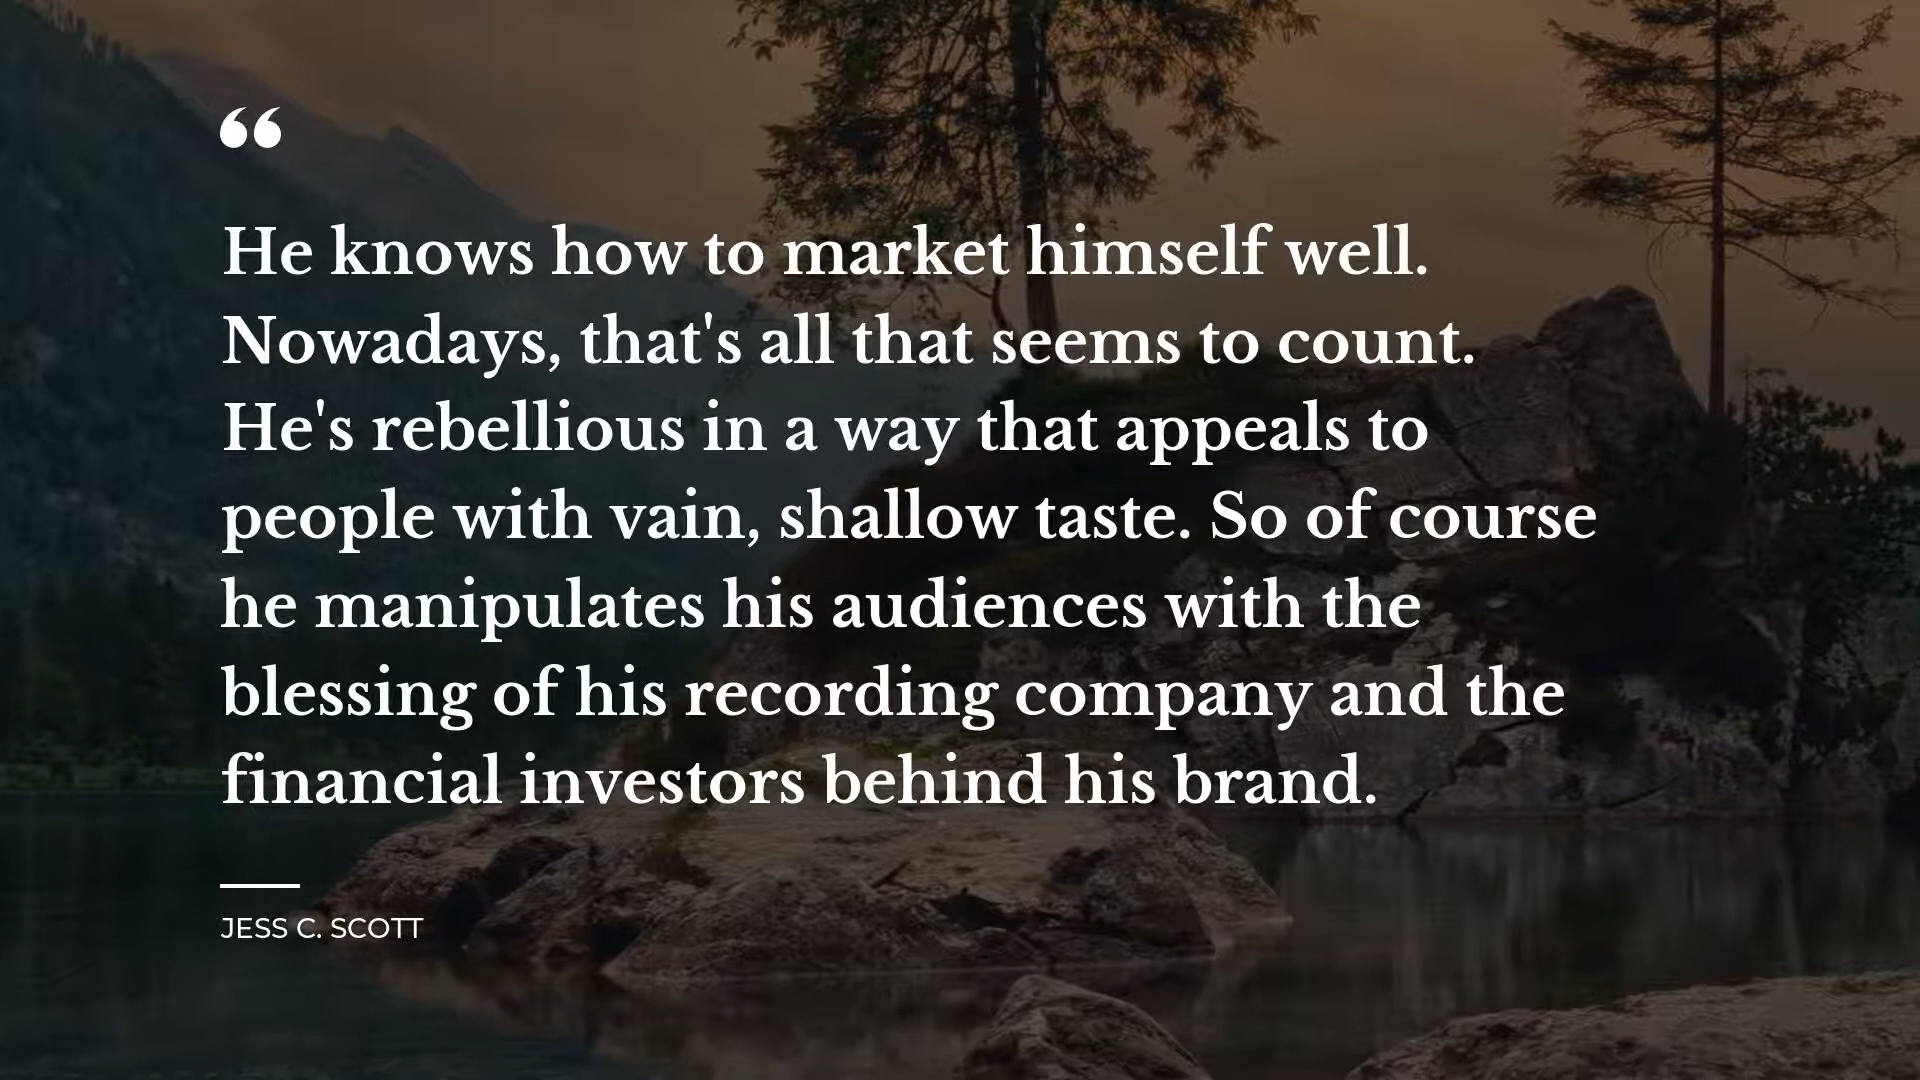 “
He knows how to market himself well.
Nowadays, that's all that seems to count.
He's rebellious in a way that appeals to
people with vain, shallow taste. So of course
he manipulates his audiences with the
blessing of his recording company and the
financial investors behind his brand.
JESS C. SCOTT